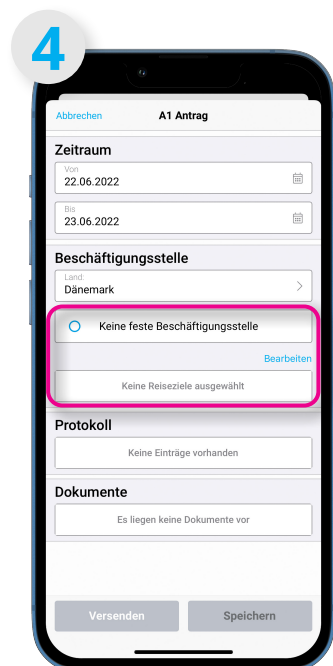 4
Abbrechen A1 Antrag
Zeitraum
Von
22.06.2022
Bis
23.06.2022
Beschäftigungsstelle
Land:
Dänemark
Keine feste Beschäftigungsstelle
Bearbeiten
Keine Reiseziele ausgewählt
Protokoll
Keine Einträge vorhanden
Dokumente
Es liegen keine Dokumente vor
Versenden Speichern